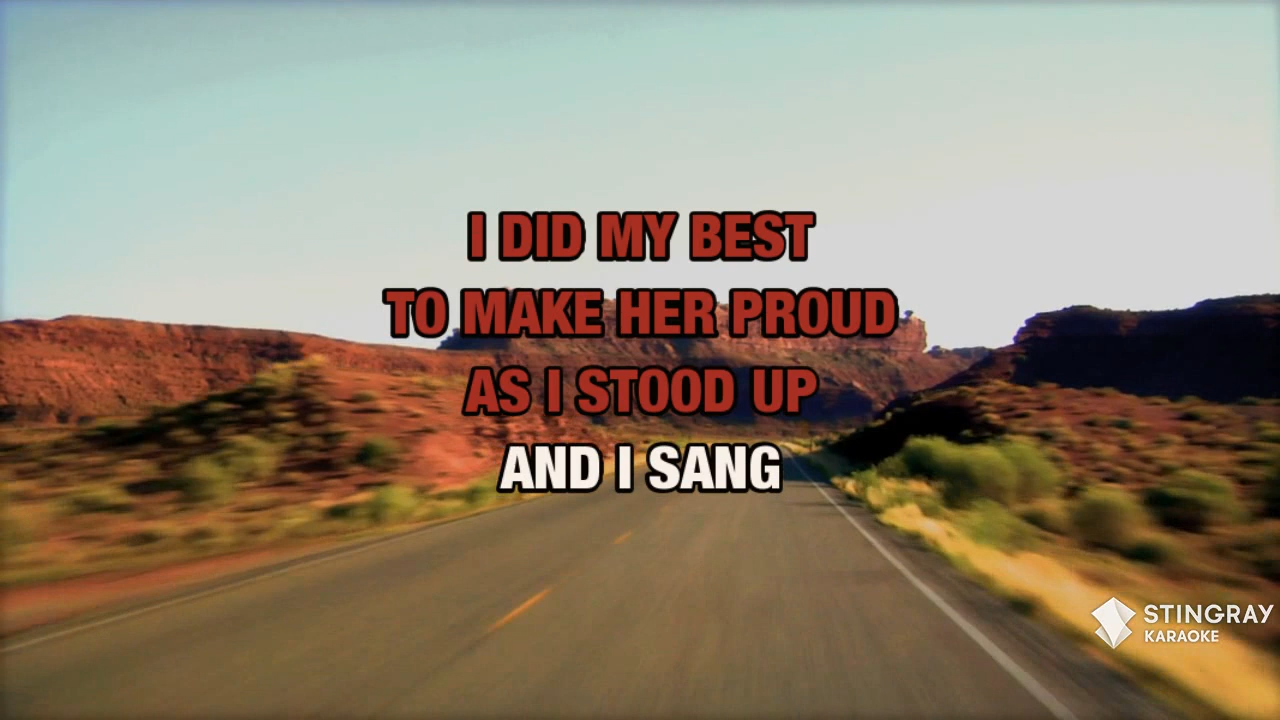 I DID MY BEST
TO MAKE HER PROUD
AS I STOOD UP
AND I SANG
STINGRAY
KARAOKE